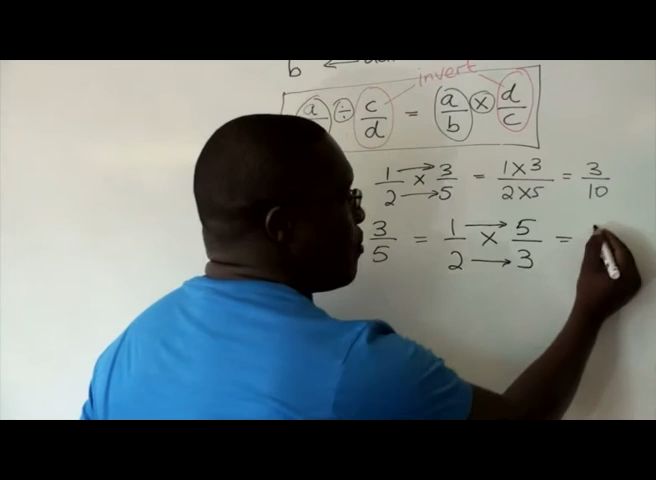 b ←
invert
a ÷ c/d = a/b × d/c
1/2 × 3/5 = 1×3/2×5 = 3/10
3/5 = 1/2 × 5/3 =